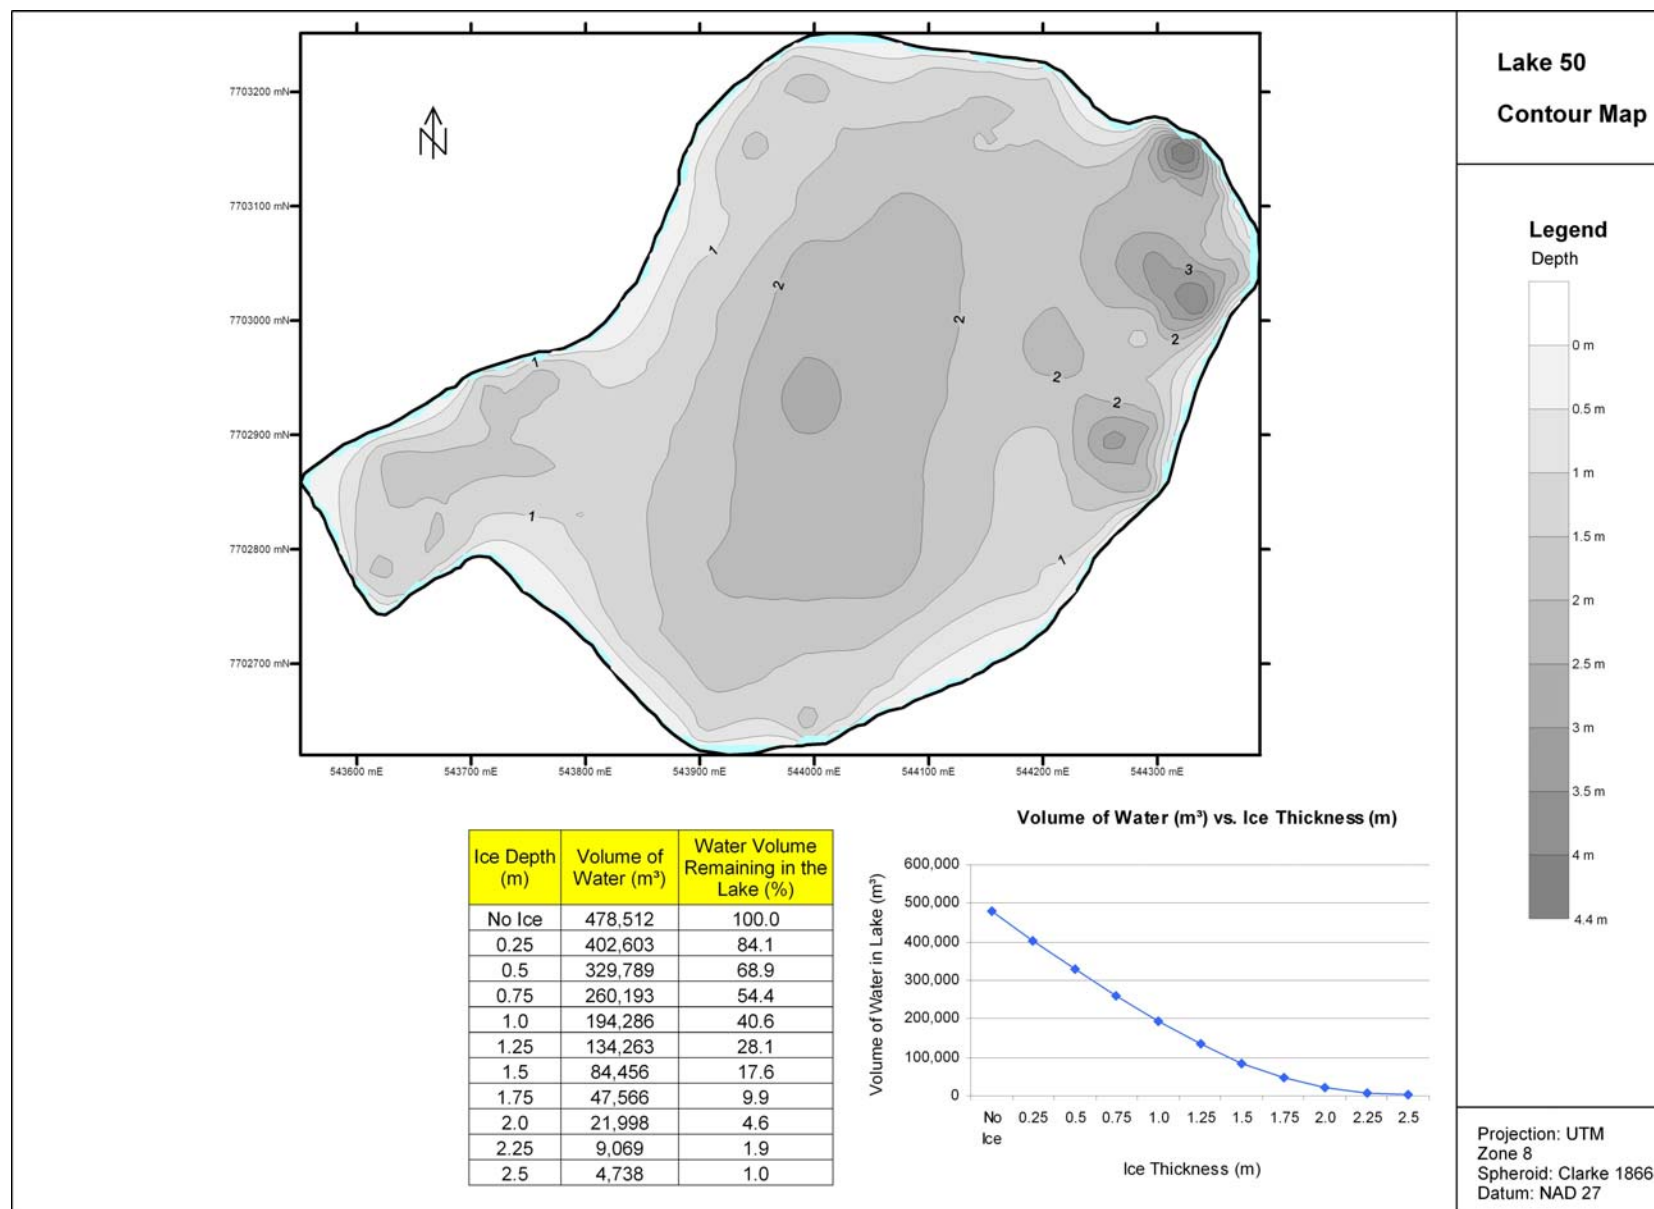 Lake 50
Contour Map
7703200 mN
7703100 mN
7703000 mN
7702900 mN
7702800 mN
7702700 mN
N
1
2
2
3
2
2
2
1
1
1
543600 mE
543700 mE
543800 mE
543900 mE
544000 mE
544100 mE
544200 mE
544300 mE
Legend
Depth
0 m
0.5 m
1 m
1.5 m
2 m
2.5 m
3 m
3.5 m
4 m
4.4 m
Ice Depth (m) Volume of Water (m³) Water Volume Remaining in the Lake (%)
No Ice 478,512 100.0
0.25 402,603 84.1
0.5 329,789 68.9
0.75 260,193 54.4
1.0 194,286 40.6
1.25 134,263 28.1
1.5 84,456 17.6
1.75 47,566 9.9
2.0 21,998 4.6
2.25 9,069 1.9
2.5 4,738 1.0
Volume of Water (m³) vs. Ice Thickness (m)
Volume of Water in Lake (m³)
600,000
500,000
400,000
300,000
200,000
100,000
0
No Ice 0.25 0.5 0.75 1.0 1.25 1.5 1.75 2.0 2.25 2.5
Ice Thickness (m)
Projection: UTM
Zone 8
Spheroid: Clarke 1866
Datum: NAD 27